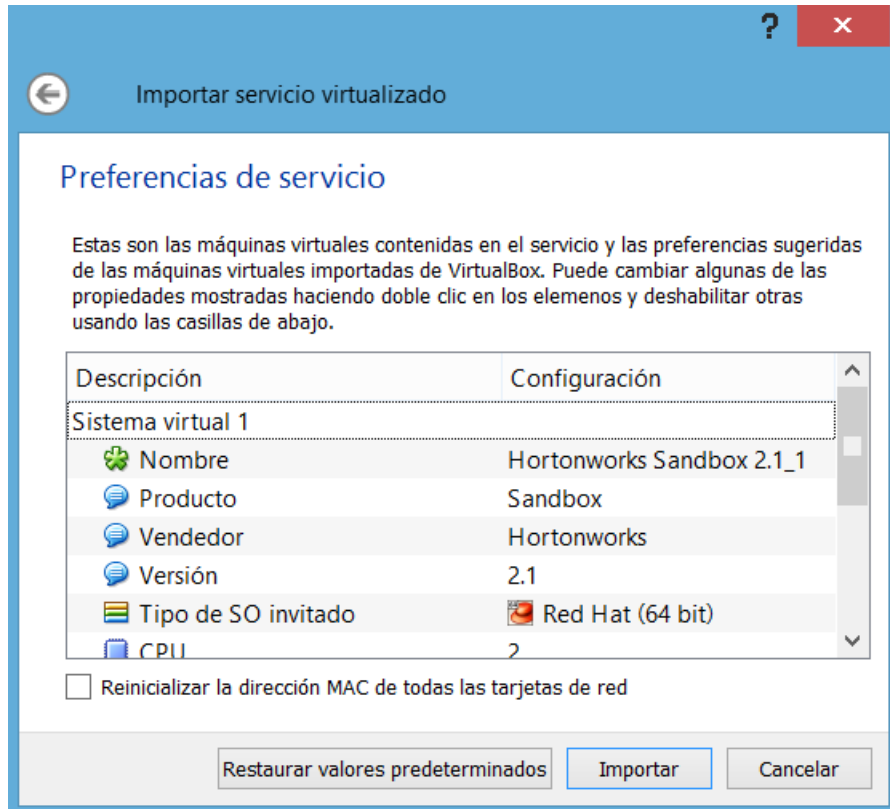 ?
Importar servicio virtualizado
Preferencias de servicio
Estas son las máquinas virtuales contenidas en el servicio y las preferencias sugeridas
de las máquinas virtuales importadas de VirtualBox. Puede cambiar algunas de las
propiedades mostradas haciendo doble clic en los elemenos y deshabilitar otras
usando las casillas de abajo.
Descripción Configuración
Sistema virtual 1
Nombre Hortonworks Sandbox 2.1_1
Producto Sandbox
Vendedor Hortonworks
Versión 2.1
Tipo de SO invitado Red Hat (64 bit)
CPU 2
Reinicializar la dirección MAC de todas las tarjetas de red
Restaurar valores predeterminados Importar Cancelar